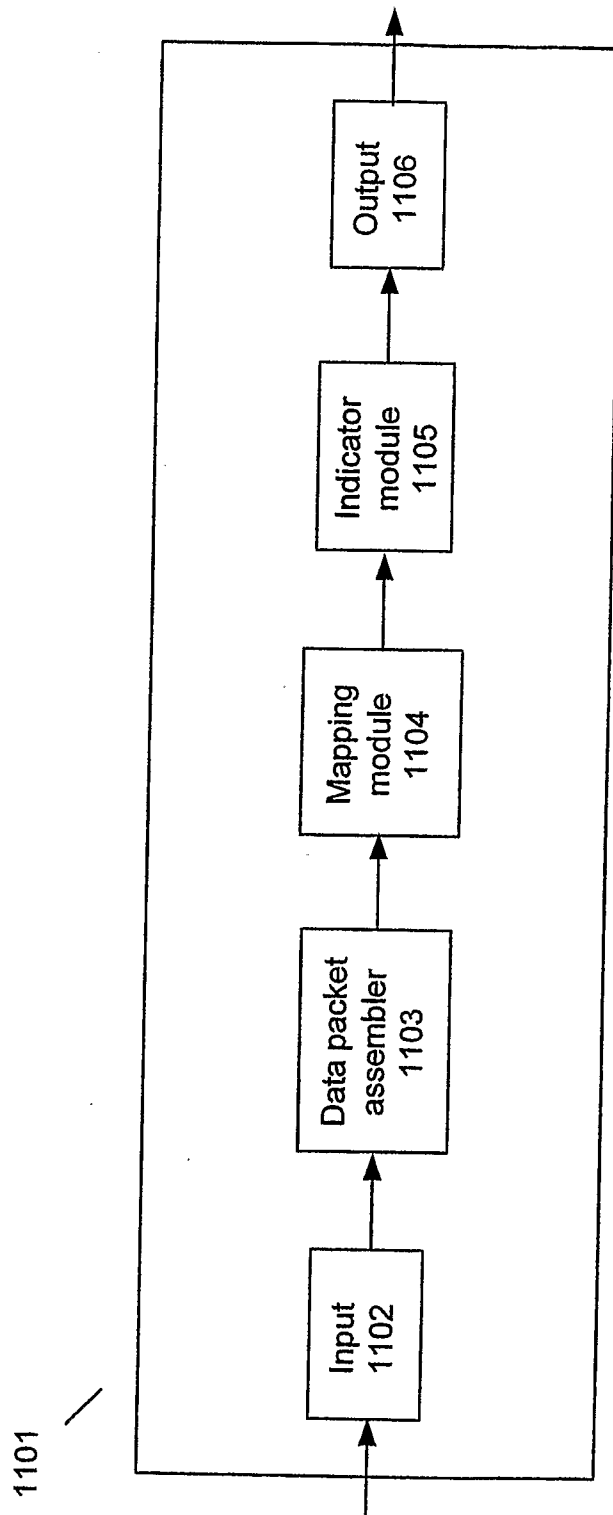 1101
Input
1102
Data packet
assembler
1103
Mapping
module
1104
Indicator
module
1105
Output
1106